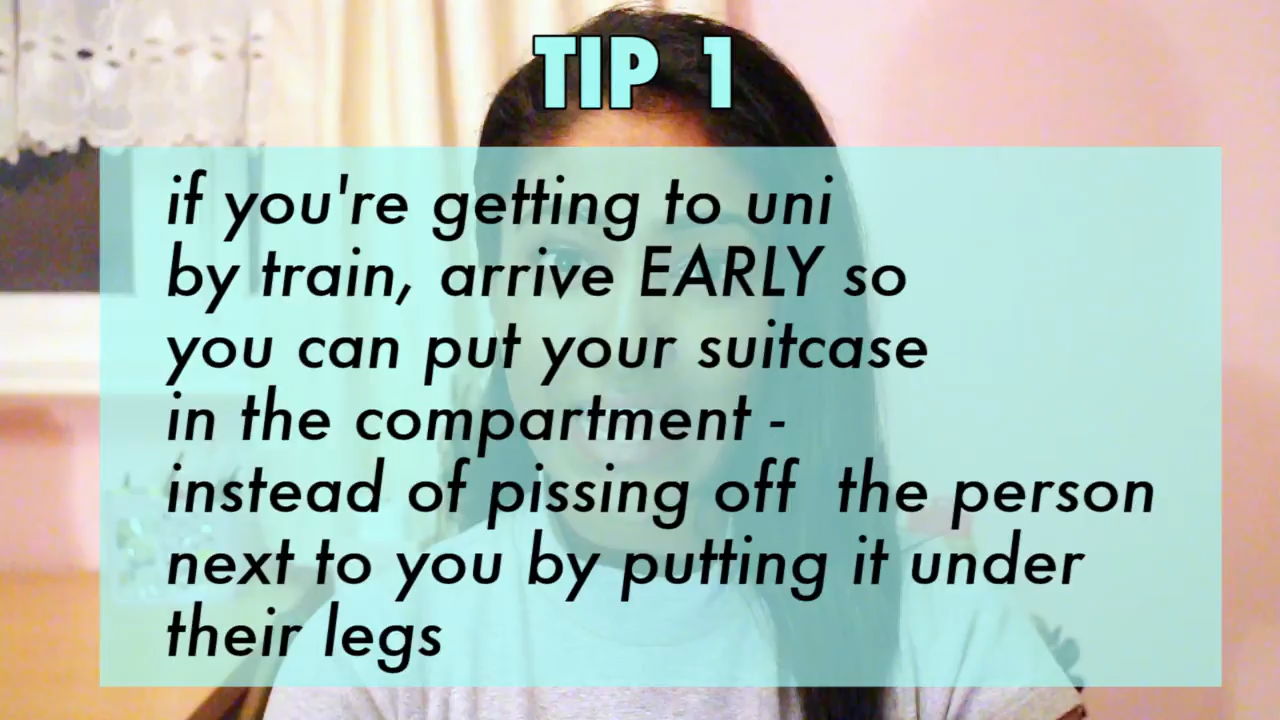 TIP 1
if you're getting to uni
by train, arrive EARLY so
you can put your suitcase
in the compartment -
instead of pissing off  the person
next to you by putting it under
their legs